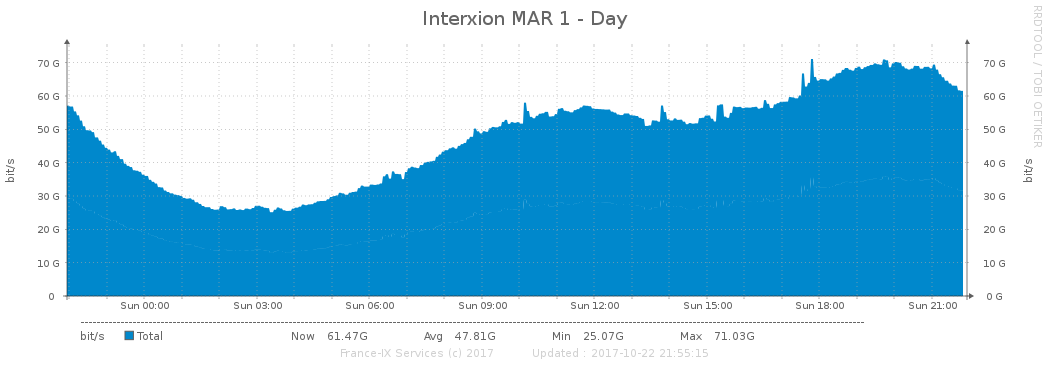 Interxion MAR 1 - Day
RRDTOOL / TOBI OETIKER
bit/s
70 G 70 G
60 G 60 G
50 G 50 G
40 G 40 G
30 G 30 G
20 G 20 G
10 G 10 G
0 0 G
bit/s
Sun 00:00 Sun 03:00 Sun 06:00 Sun 09:00 Sun 12:00 Sun 15:00 Sun 18:00 Sun 21:00
bit/s Total Now 61.47G Avg 47.81G Min 25.07G Max 71.03G
France-IX Services (c) 2017 Updated : 2017-10-22 21:55:15